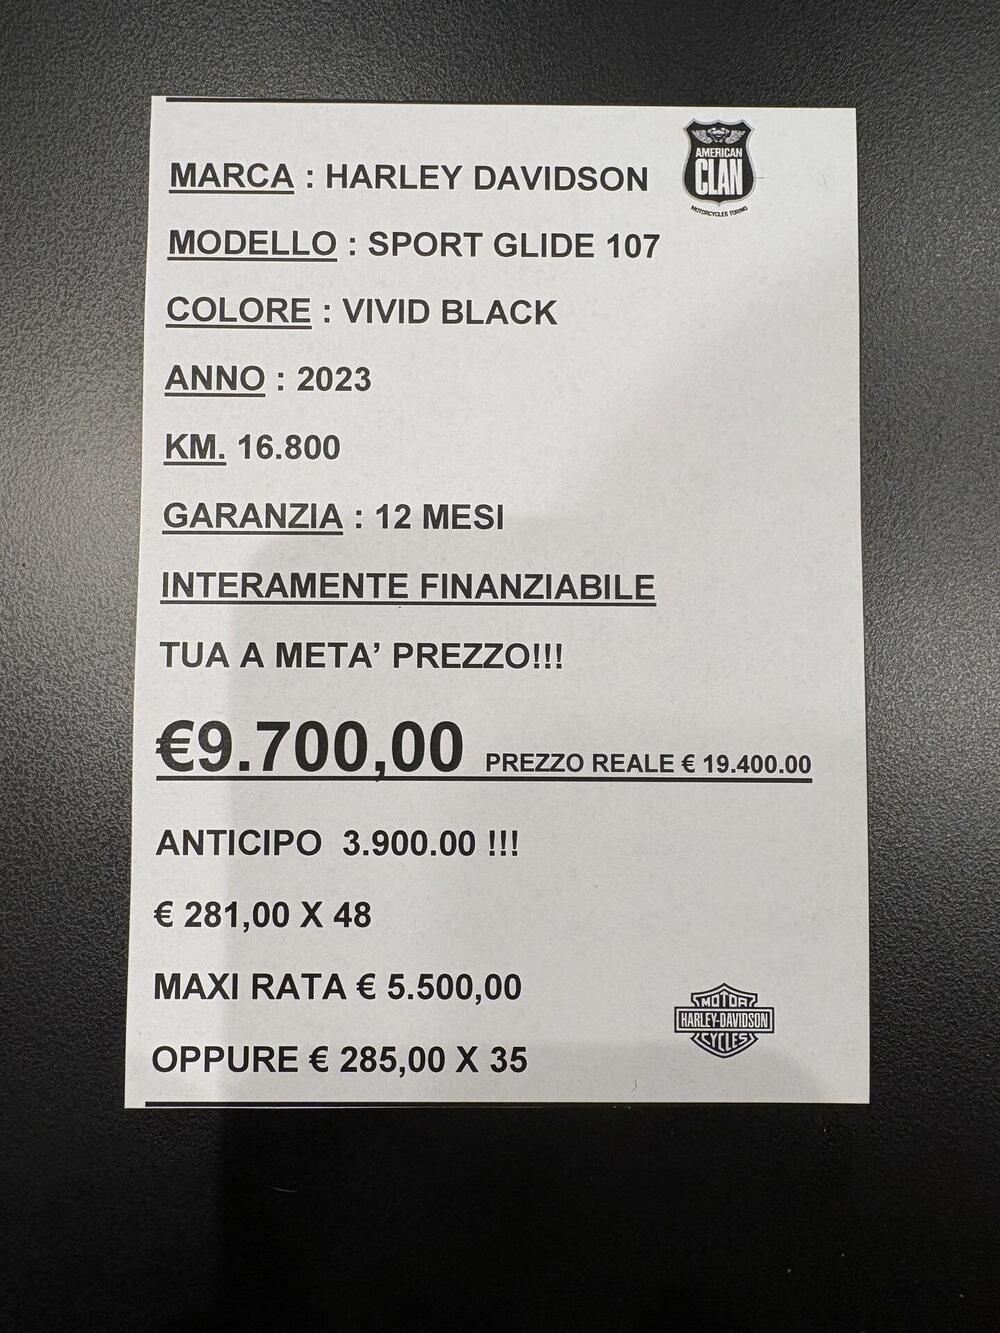 MARCA : HARLEY DAVIDSON
AMERICAN
CLAN
MOTORCYCLES TORINO
MODELLO : SPORT GLIDE 107
COLORE : VIVID BLACK
ANNO : 2023
KM. 16.800
GARANZIA : 12 MESI
INTERAMENTE FINANZIABILE
TUA A META’ PREZZO!!!
€9.700,00 PREZZO REALE € 19.400.00
ANTICIPO 3.900.00 !!!
€ 281,00 X 48
MAXI RATA € 5.500,00
MOTOR
HARLEY-DAVIDSON
CYCLES
OPPURE € 285,00 X 35